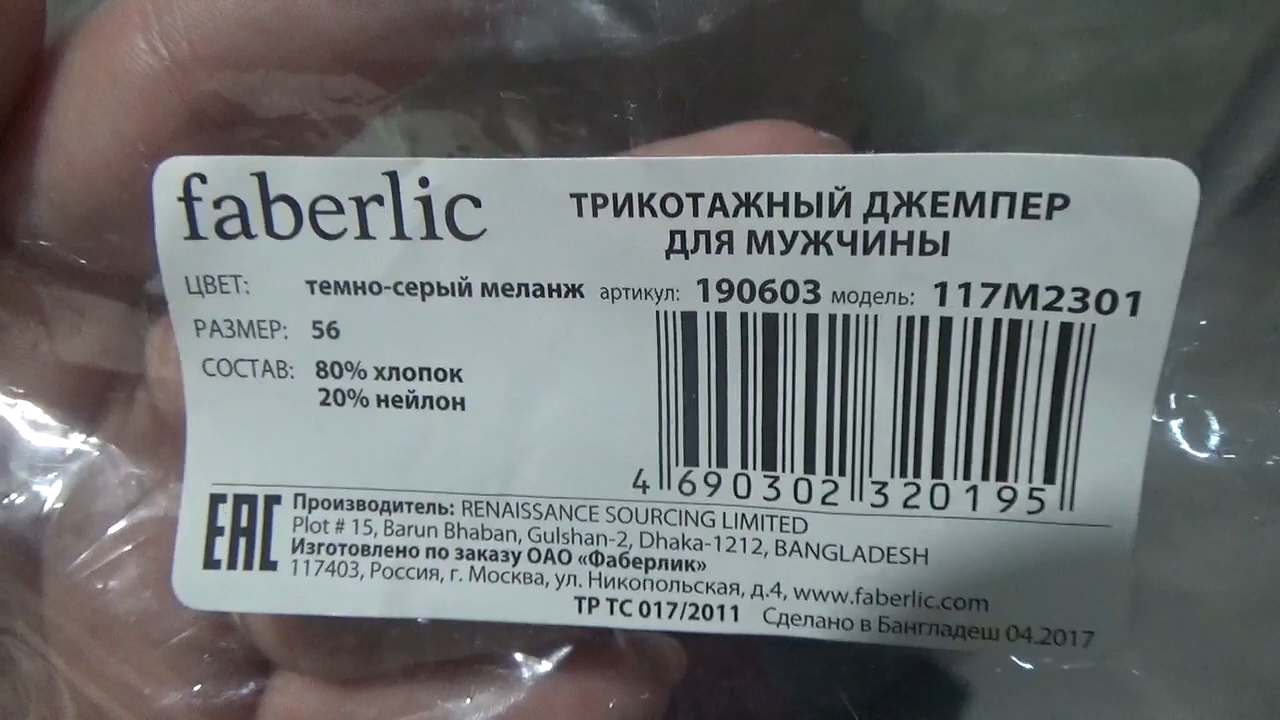 faberlic
ТРИКОТАЖНЫЙ ДЖЕМПЕР
ДЛЯ МУЖЧИНЫ
ЦВЕТ: темно-серый меланж артикул: 190603 модель: 117M2301
РАЗМЕР: 56
СОСТАВ: 80% хлопок
20% нейлон
4 690302 320195
EAC
Производитель: RENAISSANCE SOURCING LIMITED
Plot # 15, Barun Bhaban, Gulshan-2, Dhaka-1212, BANGLADESH
Изготовлено по заказу ОАО «Фаберлик»
117403, Россия, г. Москва, ул. Никопольская, д.4, www.faberlic.com
ТР ТС 017/2011 Сделано в Бангладеш 04.2017